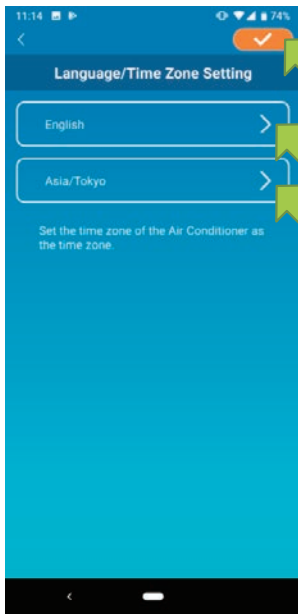 11:14 74%
Language/Time Zone Setting
English
Asia/Tokyo
Set the time zone of the Air Conditioner as
the time zone.